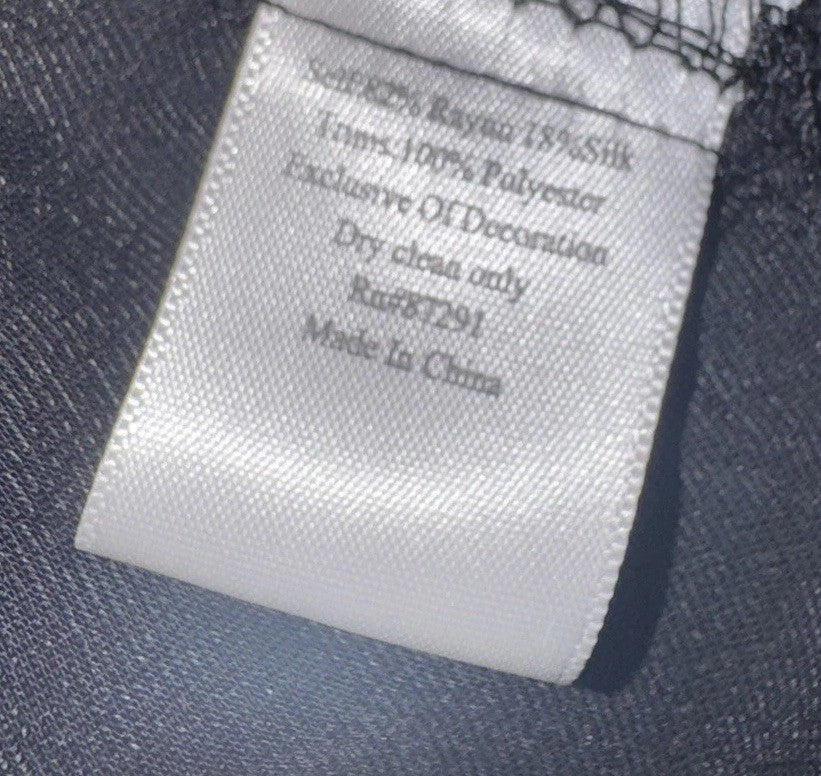 Self:82% Rayon 18%Silk
Trims:100% Polyester
Exclusive Of Decoration
Dry clean only
Rn#87291
Made In China